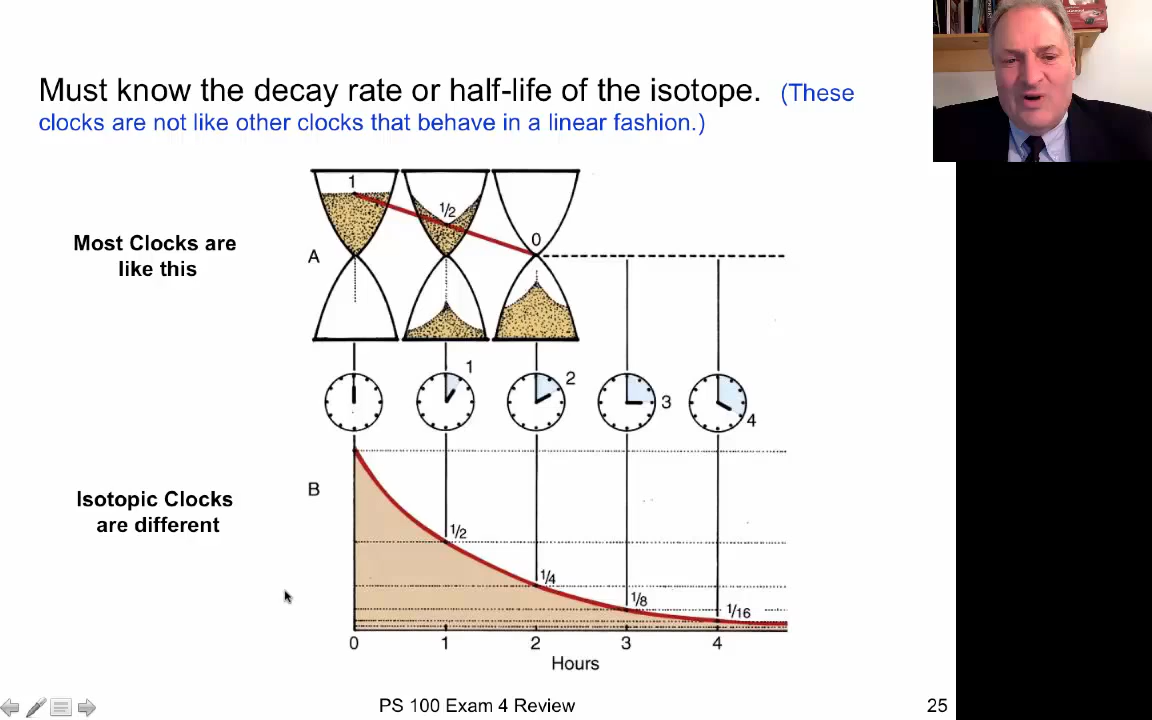 Must know the decay rate or half-life of the isotope. (These
clocks are not like other clocks that behave in a linear fashion.)
Most Clocks are
like this
A
1
1/2
0
1
2
3
4
Isotopic Clocks
are different
B
1/2
1/4
1/8
1/16
0 1 2 3 4
Hours
PS 100 Exam 4 Review
25